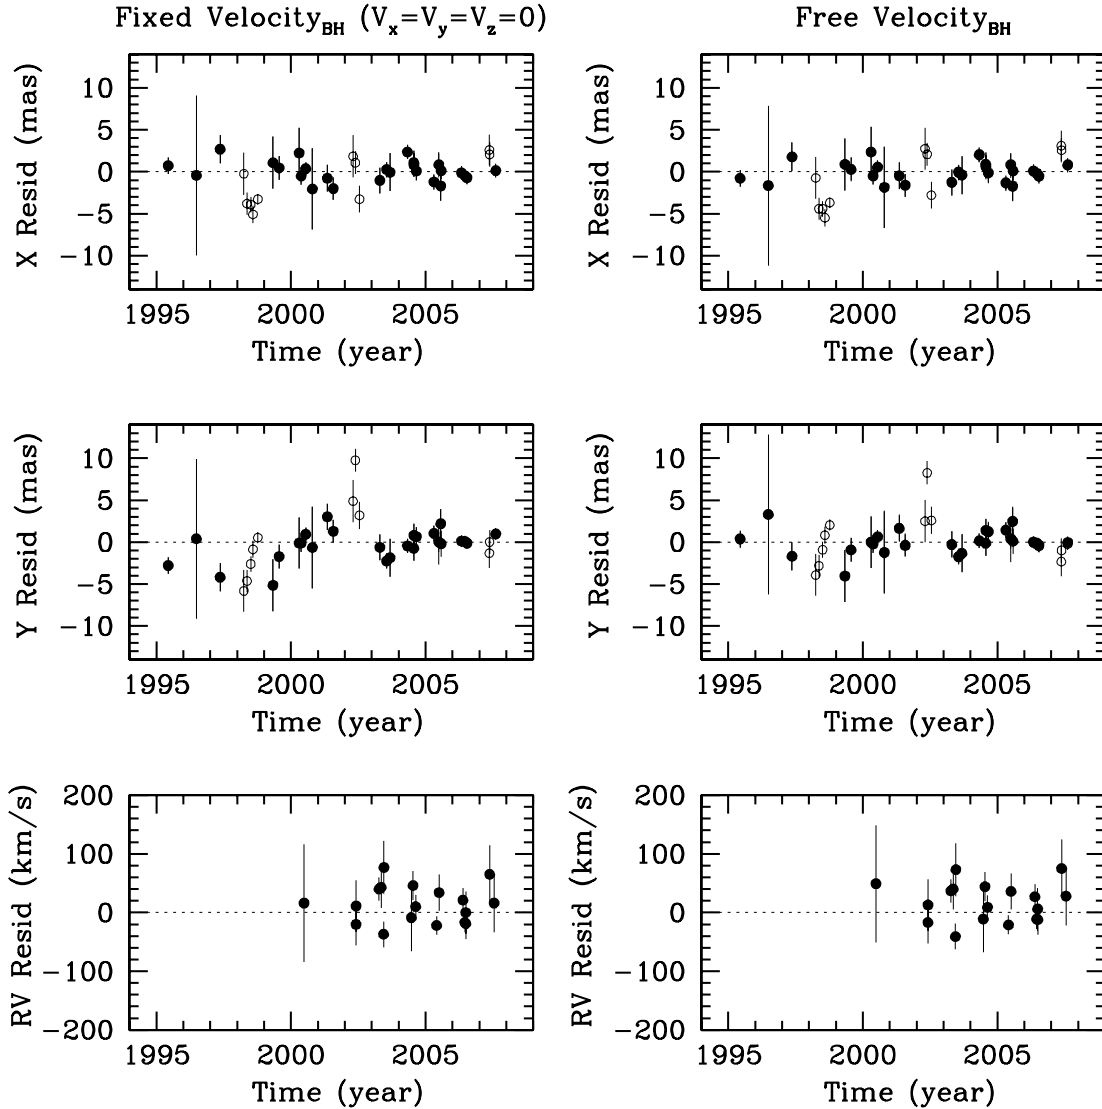 Fixed Velocity_BH (V_x=V_y=V_z=0)
Free Velocity_BH
X Resid (mas)
10
5
0
−5
−10
1995 2000 2005
Time (year)
X Resid (mas)
10
5
0
−5
−10
1995 2000 2005
Time (year)
Y Resid (mas)
10
5
0
−5
−10
1995 2000 2005
Time (year)
Y Resid (mas)
10
5
0
−5
−10
1995 2000 2005
Time (year)
RV Resid (km/s)
200
100
0
−100
−200
1995 2000 2005
Time (year)
RV Resid (km/s)
200
100
0
−100
−200
1995 2000 2005
Time (year)